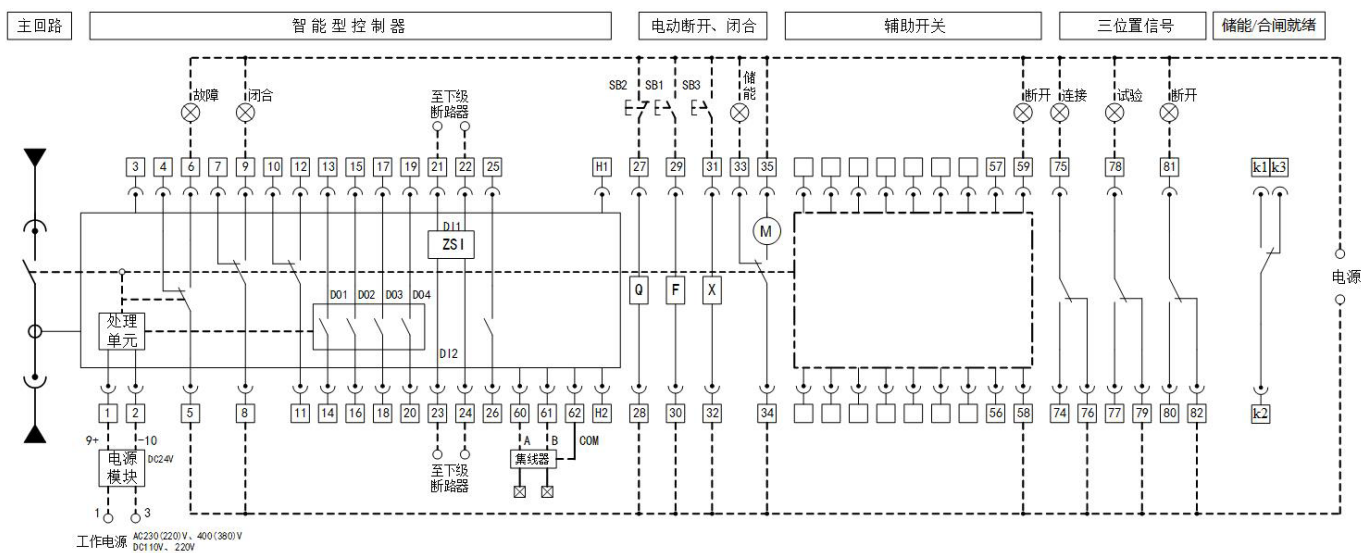 主回路
智能型控制器
电动断开、闭合
辅助开关
三位置信号
储能/合闸就绪
故障
闭合
至下级
断路器
SB2
SB1
SB3
储
能
断开
连接
试验
断开
3
4
6
7
9
10
12
13
15
17
19
21
22
25
H1
27
29
31
33
35
57
59
75
78
81
k1
k3
DI1
ZSI
M
电源
Q
F
X
DO1
DO2
DO3
DO4
处理
单元
DI2
1
2
5
8
11
14
16
18
20
23
24
26
60
61
62
H2
28
30
32
34
56
58
74
76
77
79
80
82
k2
9+
-10
A
B
COM
电源
模块
DC24V
集线器
至下级
断路器
1
3
工作电源
AC230(220)V、400(380)V
DC110V、220V